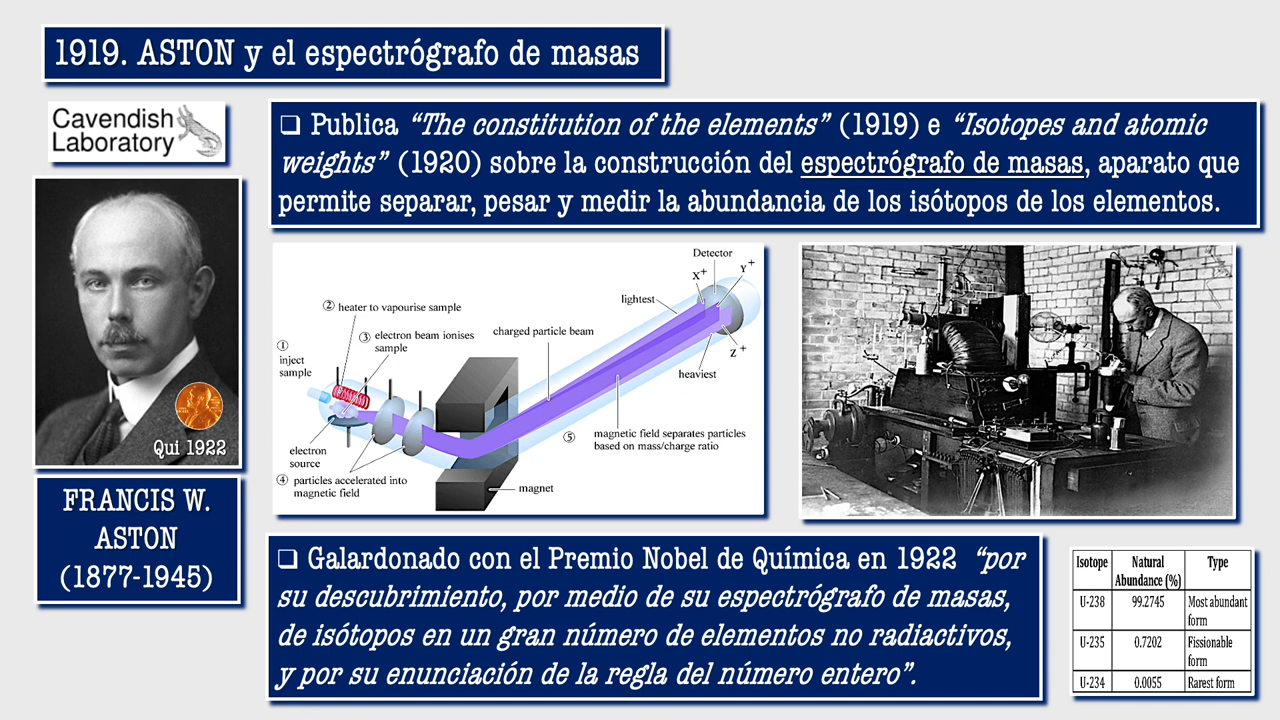 1919. ASTON y el espectrógrafo de masas
Cavendish
Laboratory
❑ Publica “The constitution of the elements” (1919) e “Isotopes and atomic
weights” (1920) sobre la construcción del espectrógrafo de masas, aparato que
permite separar, pesar y medir la abundancia de los isótopos de los elementos.
Qui 1922
FRANCIS W.
ASTON
(1877-1945)
① inject
sample
② heater to vapourise sample
③ electron beam ionises
sample
electron
source
④ particles accelerated into
magnetic field
magnet
charged particle beam
⑤ magnetic field separates particles
based on mass/charge ratio
lightest
heaviest
Detector
X+
Y+
Z+
❑ Galardonado con el Premio Nobel de Química en 1922 “por
su descubrimiento, por medio de su espectrógrafo de masas,
de isótopos en un gran número de elementos no radiactivos,
y por su enunciación de la regla del número entero”.
Isotope Natural Abundance (%) Type
U-238 99.2745 Most abundant form
U-235 0.7202 Fissionable form
U-234 0.0055 Rarest form